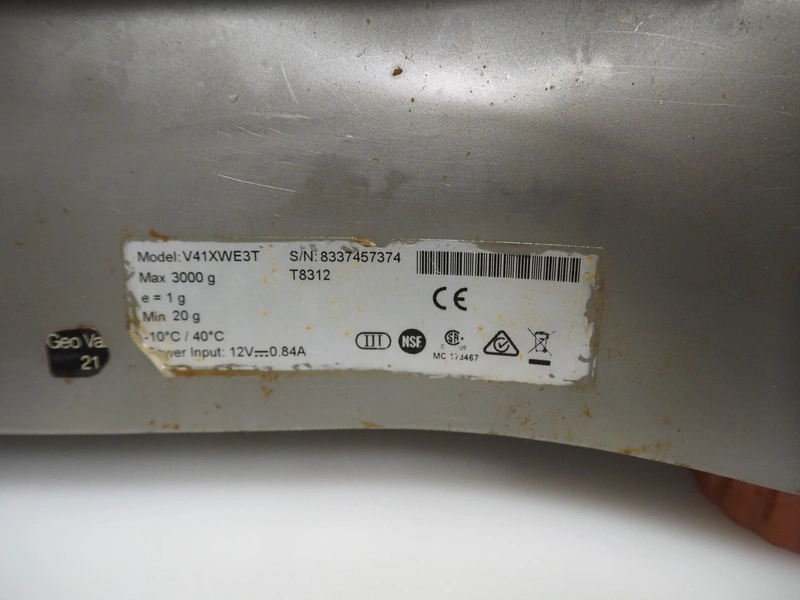 Model: V41XWE3T S/N: 8337457374
Max 3000 g T8312
e = 1 g
Min 20 g
-10°C / 40°C
Input: 12V⎓0.84A
CE
III NSF
C US
MC 173467
Geo Va
21